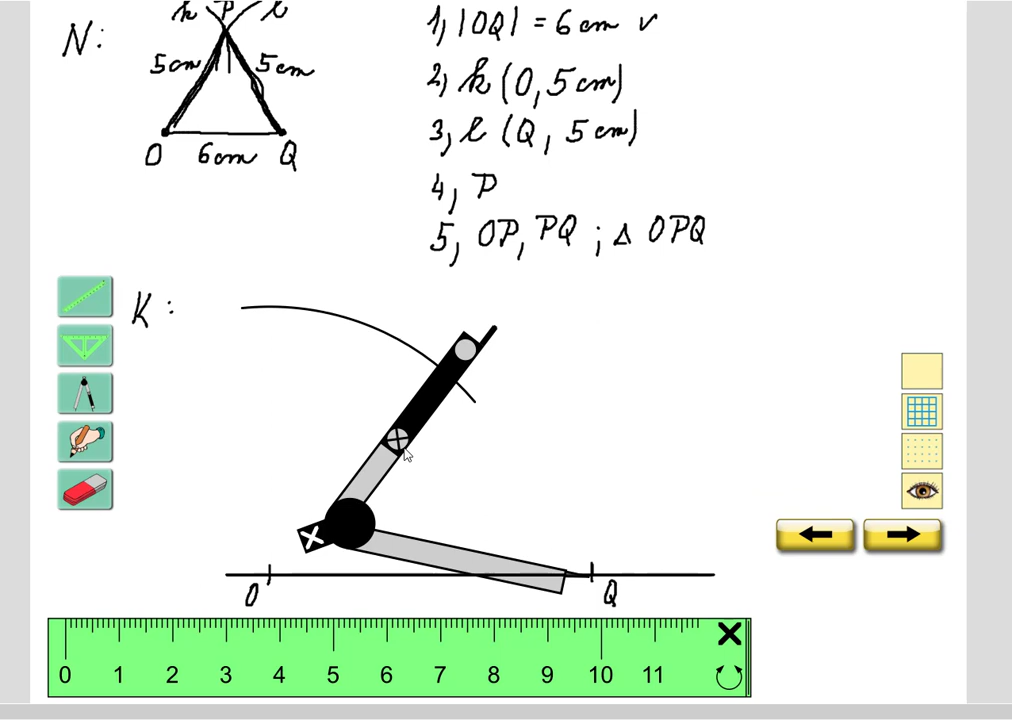 N:
k P l
5cm 5cm
O 6cm Q
1, |OQ| = 6cm v
2, k (O, 5cm)
3, l (Q, 5cm)
4, P
5, OP, PQ ; △ OPQ
K:
O Q
0 1 2 3 4 5 6 7 8 9 10 11